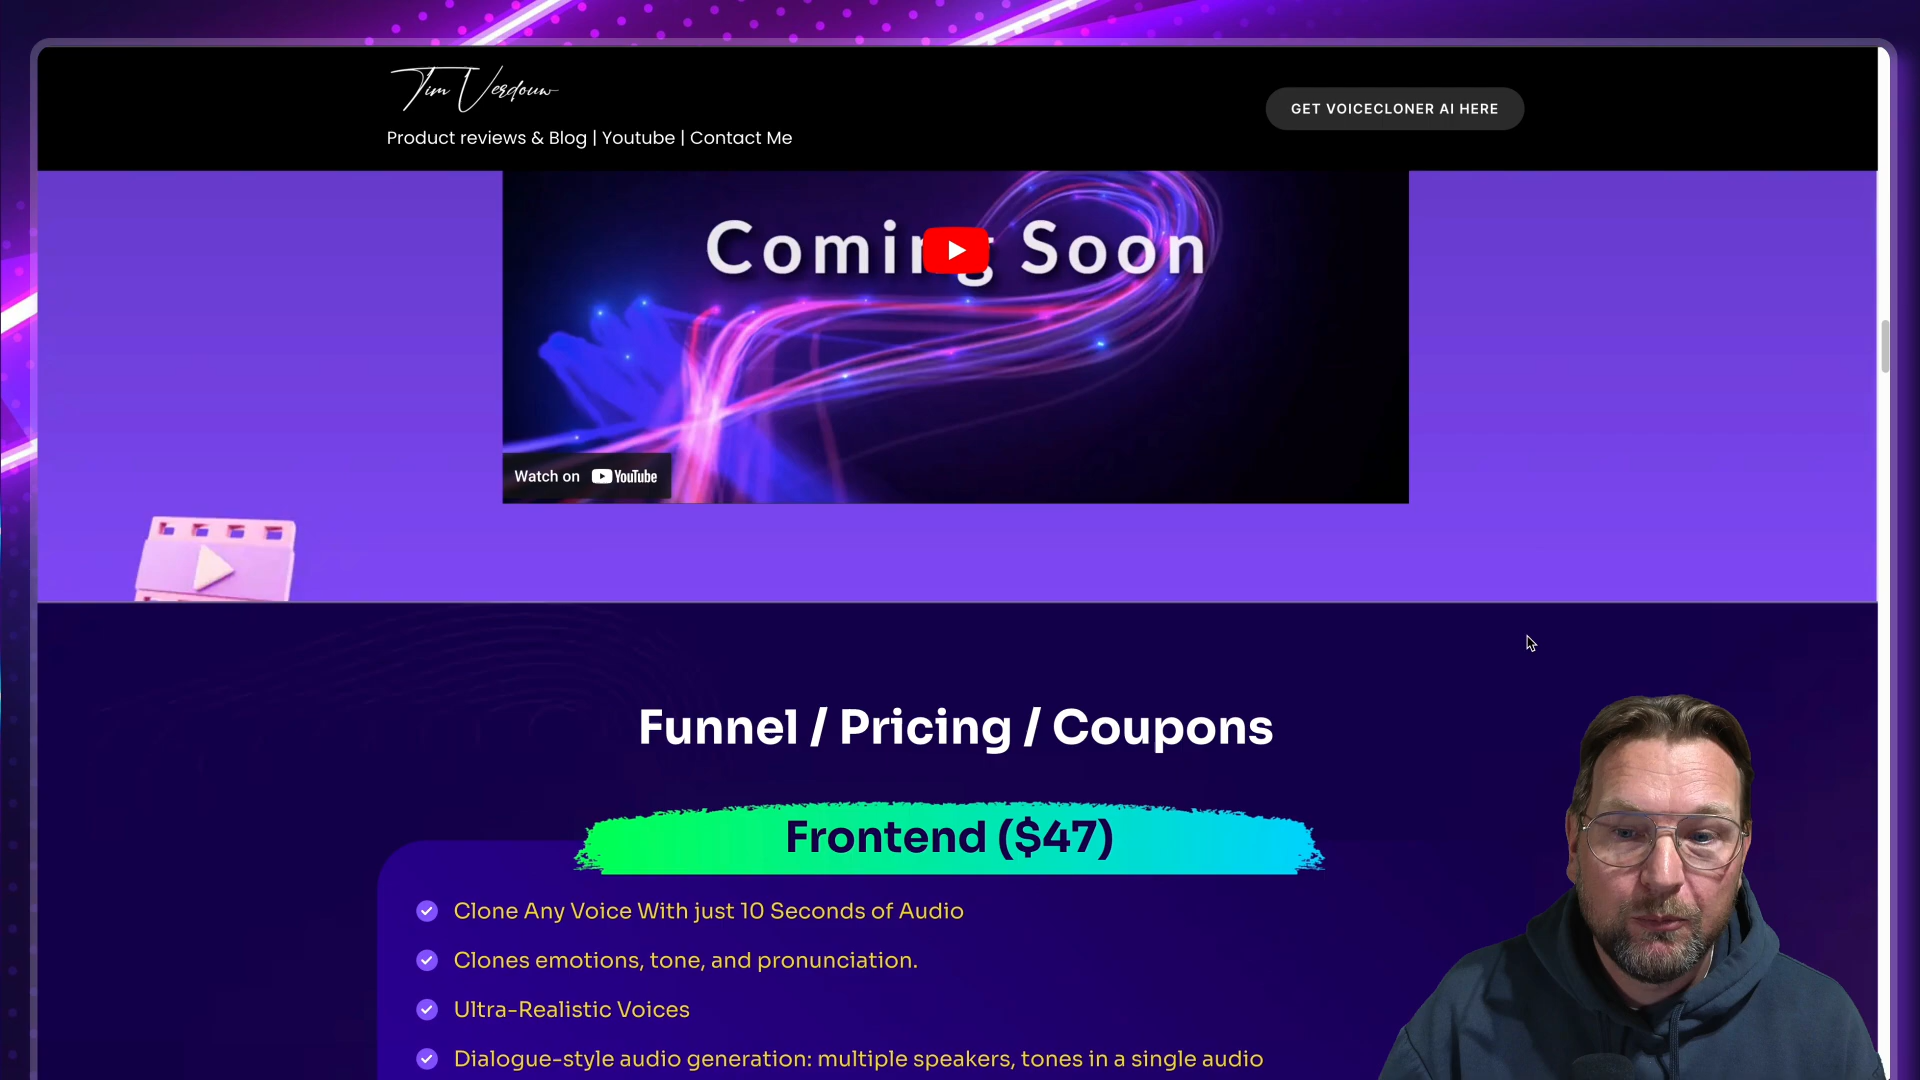 Tim Verdouw
Product reviews & Blog | Youtube | Contact Me
GET VOICECLONER AI HERE
Coming Soon
Watch on YouTube
Funnel / Pricing / Coupons
Frontend ($47)
Clone Any Voice With just 10 Seconds of Audio
Clones emotions, tone, and pronunciation.
Ultra-Realistic Voices
Dialogue-style audio generation: multiple speakers, tones in a single audio